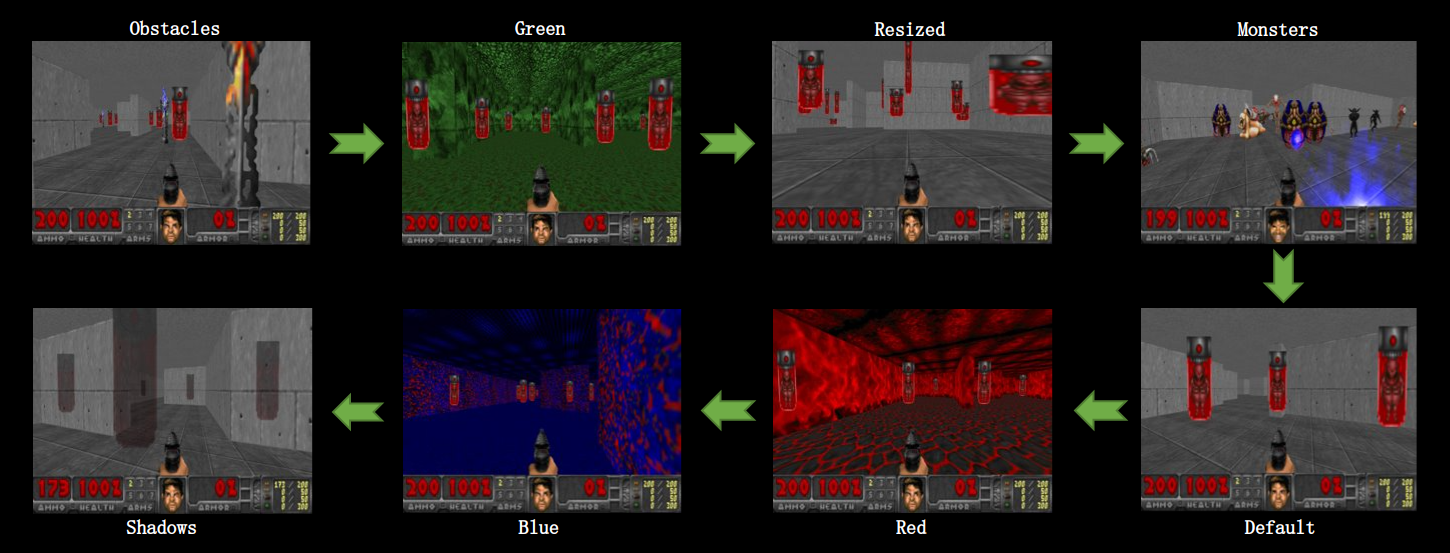 Obstacles
Green
Resized
Monsters
200 100% 0%
AMMO HEALTH ARMS ARMOR
200 100% 0%
AMMO HEALTH ARMS ARMOR
200 100% 0%
AMMO HEALTH ARMS ARMOR
199 100% 0%
AMMO HEALTH ARMS ARMOR
173 100% 0%
AMMO HEALTH ARMS ARMOR
200 100% 0%
AMMO HEALTH ARMS ARMOR
200 100% 0%
AMMO HEALTH ARMS ARMOR
200 100% 0%
AMMO HEALTH ARMS ARMOR
Shadows
Blue
Red
Default